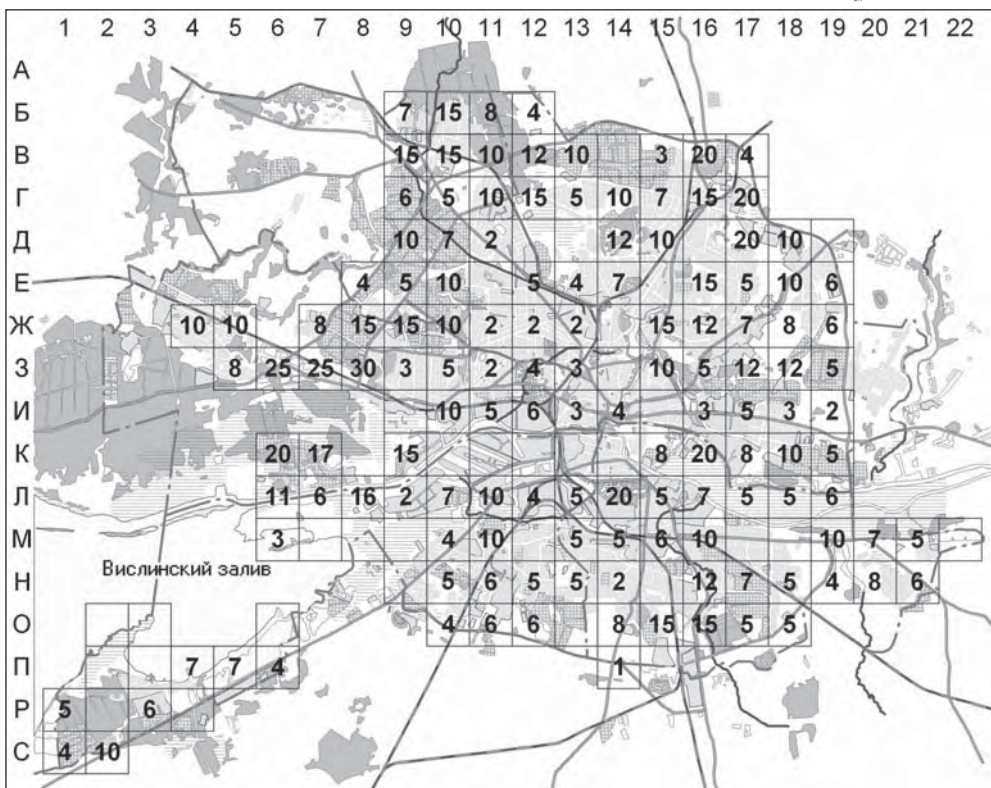 1 2 3 4 5 6 7 8 9 10 11 12 13 14 15 16 17 18 19 20 21 22
А
Б 7 15 8 4
В 15 15 10 12 10 3 20 4
Г 6 5 10 15 5 10 7 15 20
Д 10 7 2 12 10 20 10
Е 4 5 10 5 4 7 15 5 10 6
Ж 10 10 8 15 15 10 2 2 2 15 12 7 8 6
З 8 25 25 30 3 5 2 4 3 10 5 12 12 5
И 10 5 6 3 4 3 5 3 2
К 20 17 15 8 20 8 10 5
Л 11 6 16 2 7 10 4 5 20 5 7 5 5 6
М 3 4 10 5 5 6 10 10 7 5
Вислинский залив
Н 5 6 5 5 2 12 7 5 4 8 6
О 4 6 6 8 15 15 5 5
П 7 7 4 1
Р 5 6
С 4 10